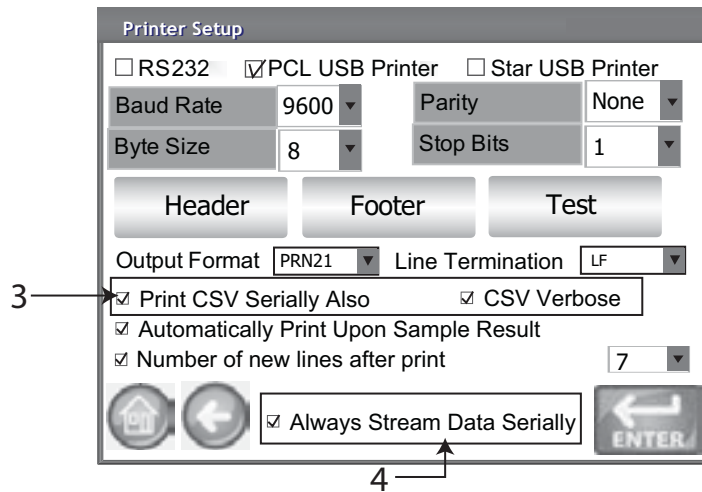 Printer Setup
RS232 PCL USB Printer Star USB Printer
Baud Rate 9600 Parity None
Byte Size 8 Stop Bits 1
Header Footer Test
Output Format PRN21 Line Termination LF
3 Print CSV Serially Also CSV Verbose
Automatically Print Upon Sample Result
Number of new lines after print 7
Always Stream Data Serially ENTER
4